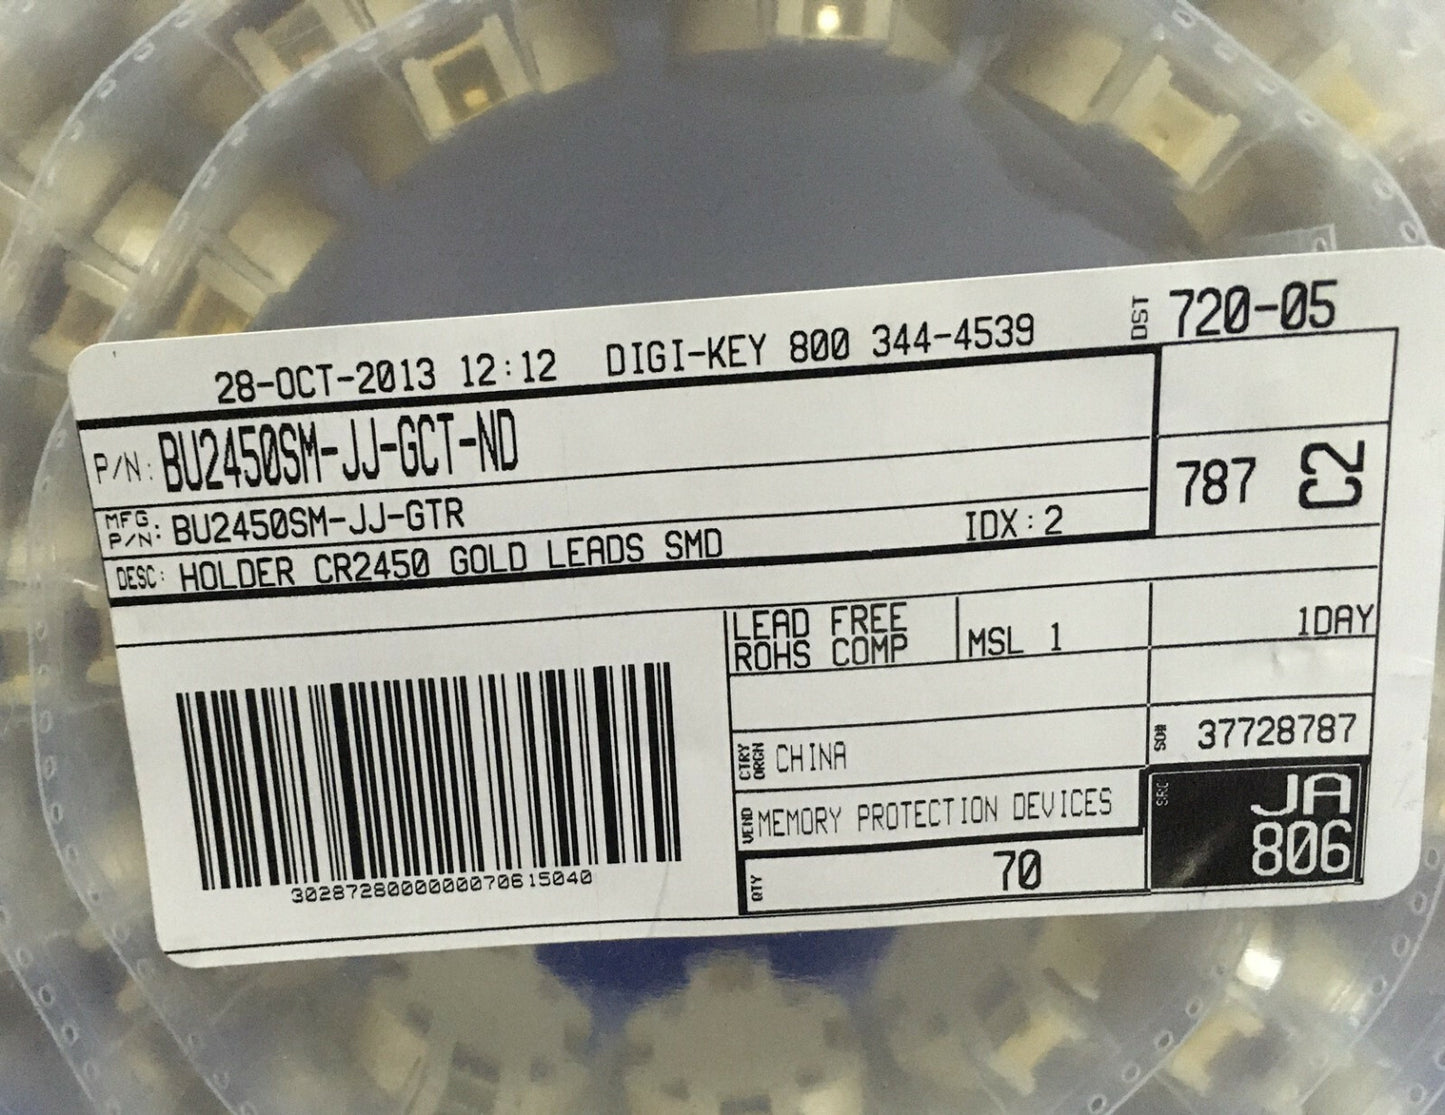 28-OCT-2013 12:12 DIGI-KEY 800 344-4539 DST 720-05
P/N: BU2450SM-JJ-GCT-ND
787 C2
MFG. P/N: BU2450SM-JJ-GTR
DESC: HOLDER CR2450 GOLD LEADS SMD IDX:2
LEAD FREE
ROHS COMP
MSL 1
1DAY
CTRY ORGN CHINA
SO# 37728787
VEND MEMORY PROTECTION DEVICES
SRC JA
806
QTY 70
3028728000000070615040